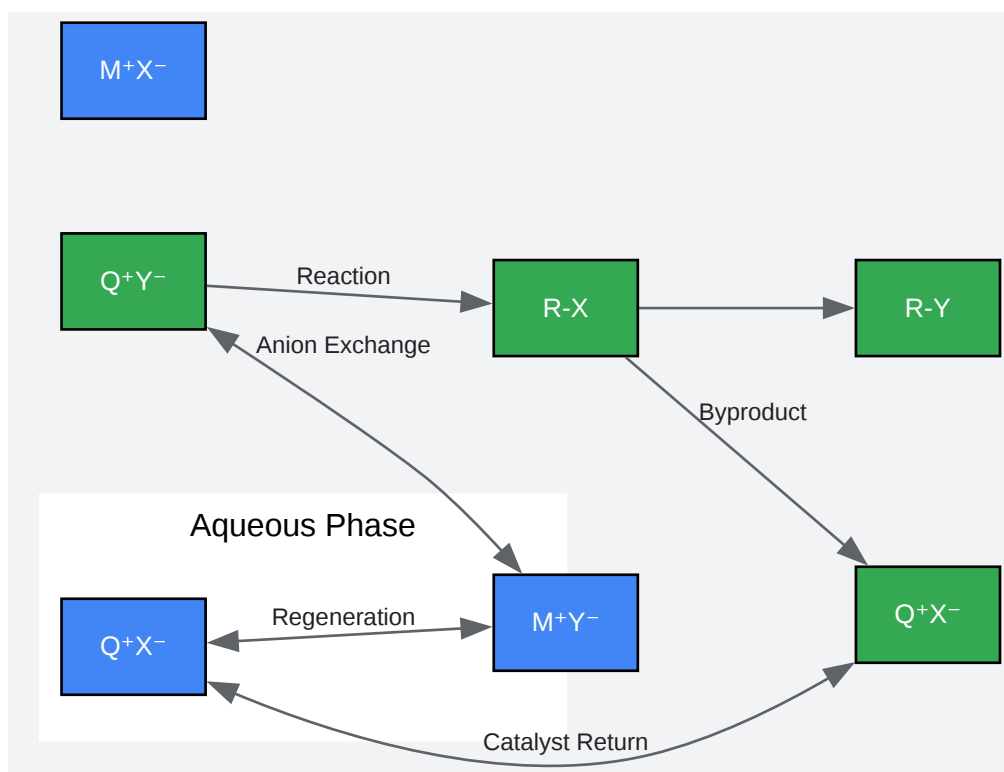 M⁺X⁻
Q⁺Y⁻
Reaction
R-X
R-Y
Anion Exchange
Byproduct
Aqueous Phase
Q⁺X⁻
Regeneration
M⁺Y⁻
Q⁺X⁻
Catalyst Return